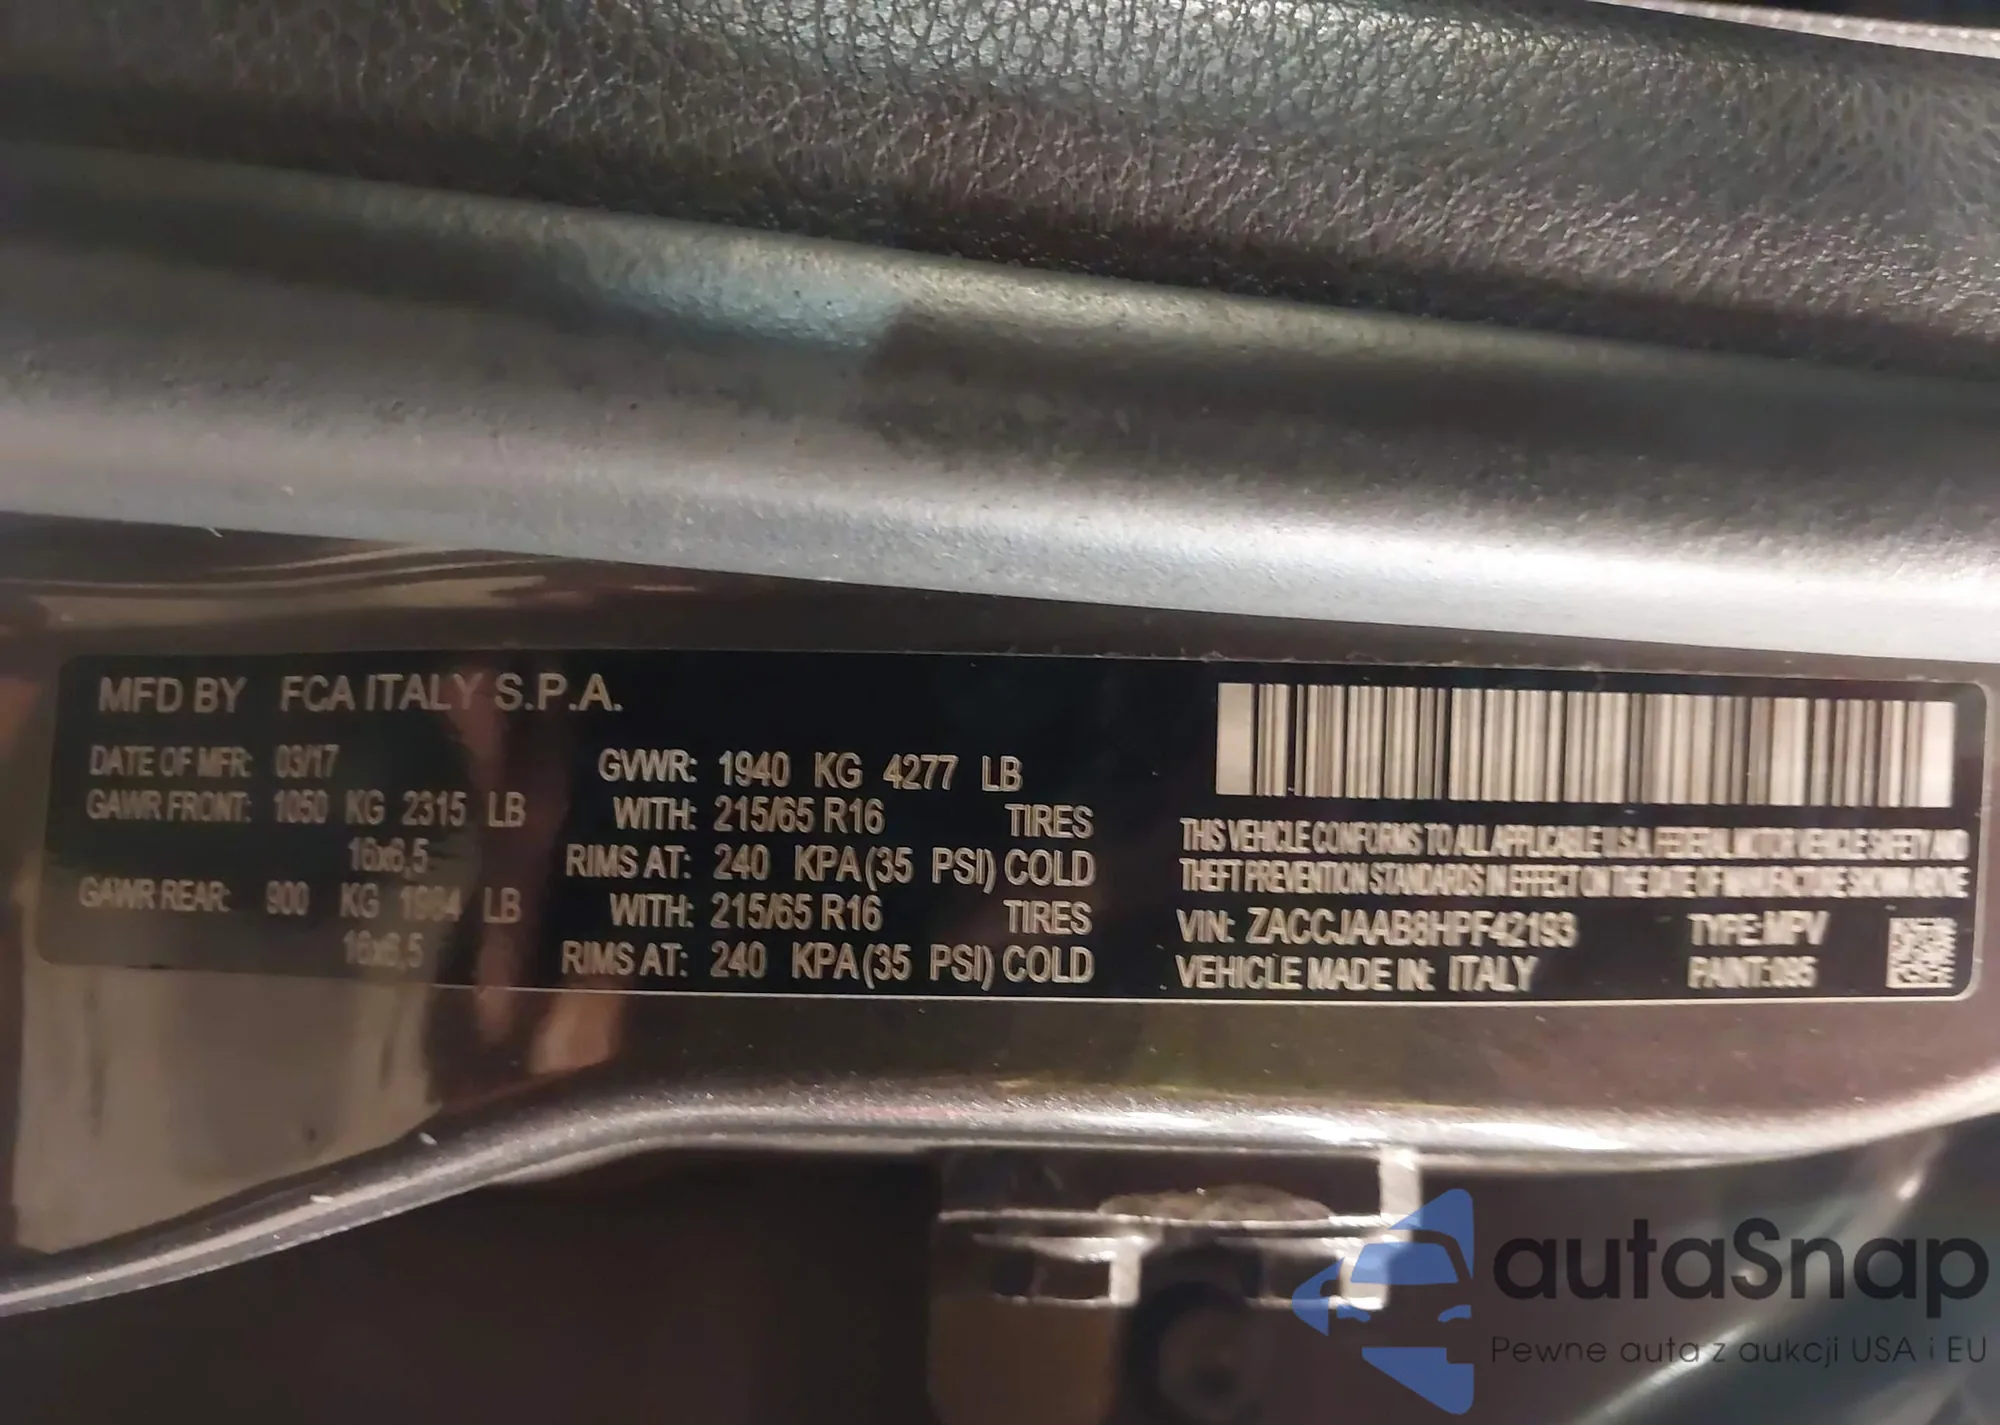 MFD BY FCA ITALY S.P.A.
DATE OF MFR: 03/17
GVWR: 1940 KG 4277 LB
GAWR FRONT: 1050 KG 2315 LB
WITH: 215/65 R16 TIRES
16x6,5
RIMS AT: 240 KPA (35 PSI) COLD
GAWR REAR: 900 KG 1984 LB
WITH: 215/65 R16 TIRES
16x6,5
RIMS AT: 240 KPA (35 PSI) COLD
THIS VEHICLE CONFORMS TO ALL APPLICABLE U.S.A. FEDERAL MOTOR VEHICLE SAFETY AND
THEFT PREVENTION STANDARDS IN EFFECT ON THE DATE OF MANUFACTURE SHOWN ABOVE
VIN: ZACCJAAB8HPF42193 TYPE: MPV
VEHICLE MADE IN: ITALY PAINT: 095
autaSnap
Pewne auta z aukcji USA i EU